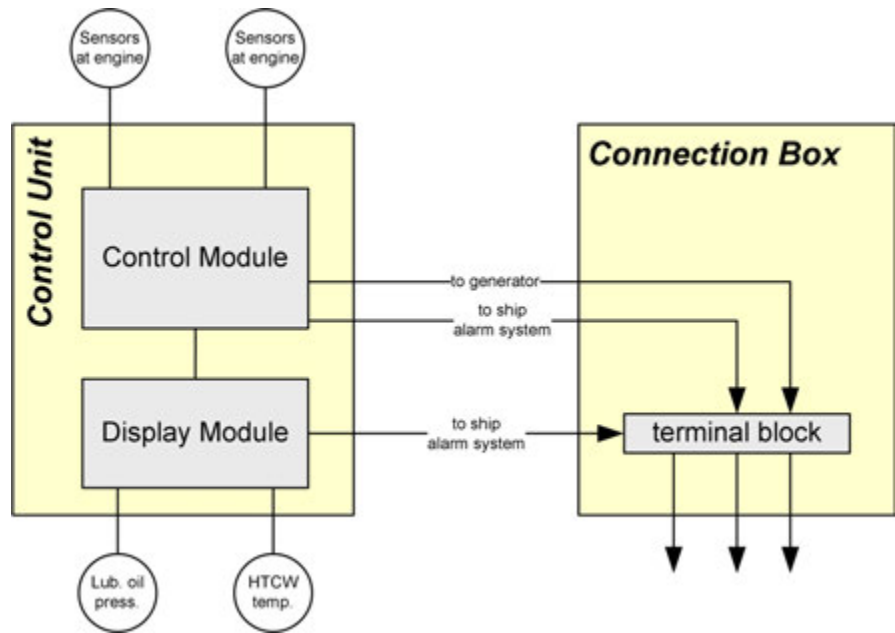 Sensors
at engine
Sensors
at engine
Control Unit
Connection Box
Control Module
to generator
to ship
alarm system
Display Module
to ship
alarm system
terminal block
Lub. oil
press.
HTCW
temp.